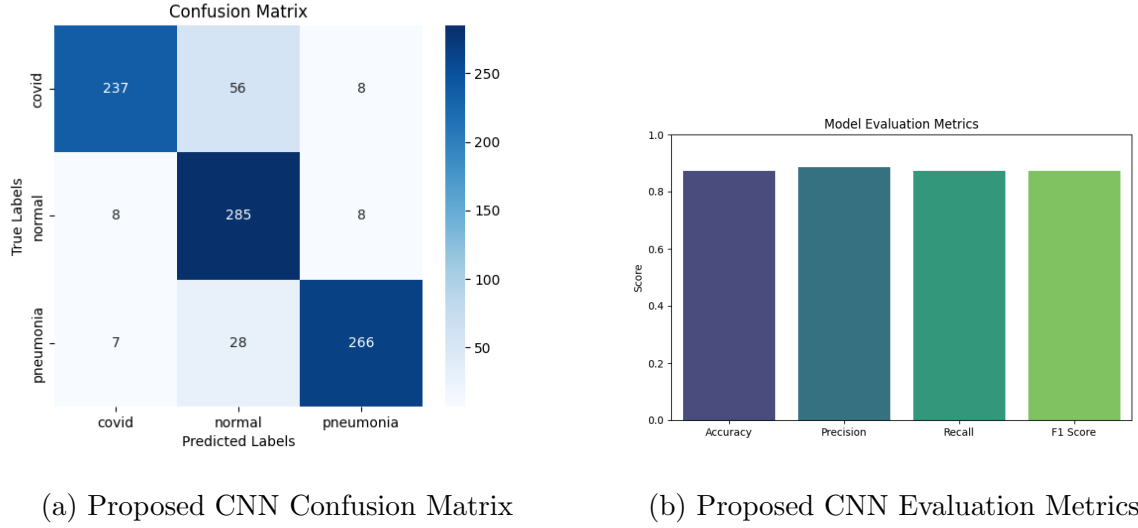 Confusion Matrix
True Labels
covid
normal
pneumonia
237 56 8
8 285 8
7 28 266
covid normal pneumonia
Predicted Labels
250
200
150
100
50
(a) Proposed CNN Confusion Matrix
Model Evaluation Metrics
Score
1.0
0.8
0.6
0.4
0.2
0.0
Accuracy Precision Recall F1 Score
(b) Proposed CNN Evaluation Metrics